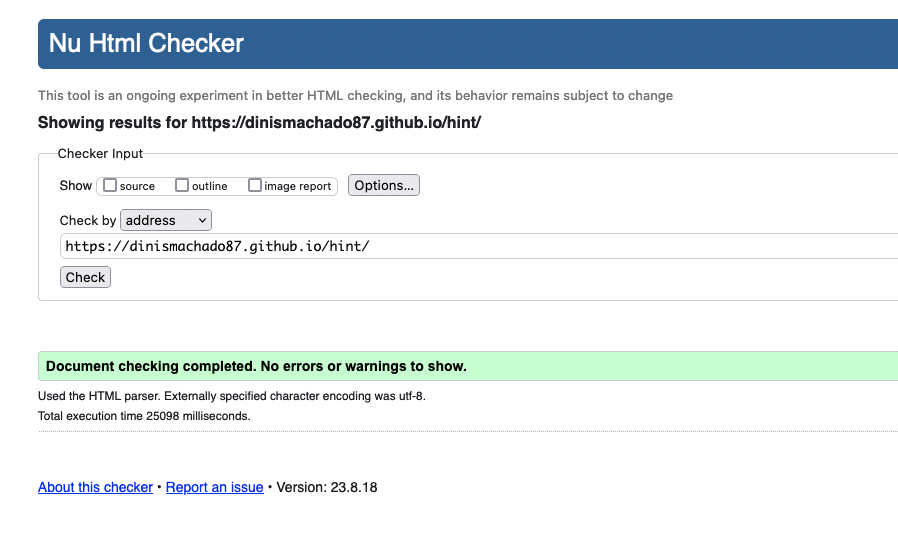 Nu Html Checker
This tool is an ongoing experiment in better HTML checking, and its behavior remains subject to change
Showing results for https://dinismachado87.github.io/hint/
Checker Input
Show source outline image report Options...
Check by address
https://dinismachado87.github.io/hint/
Check
Document checking completed. No errors or warnings to show.
Used the HTML parser. Externally specified character encoding was utf-8.
Total execution time 25098 milliseconds.
About this checker • Report an issue • Version: 23.8.18